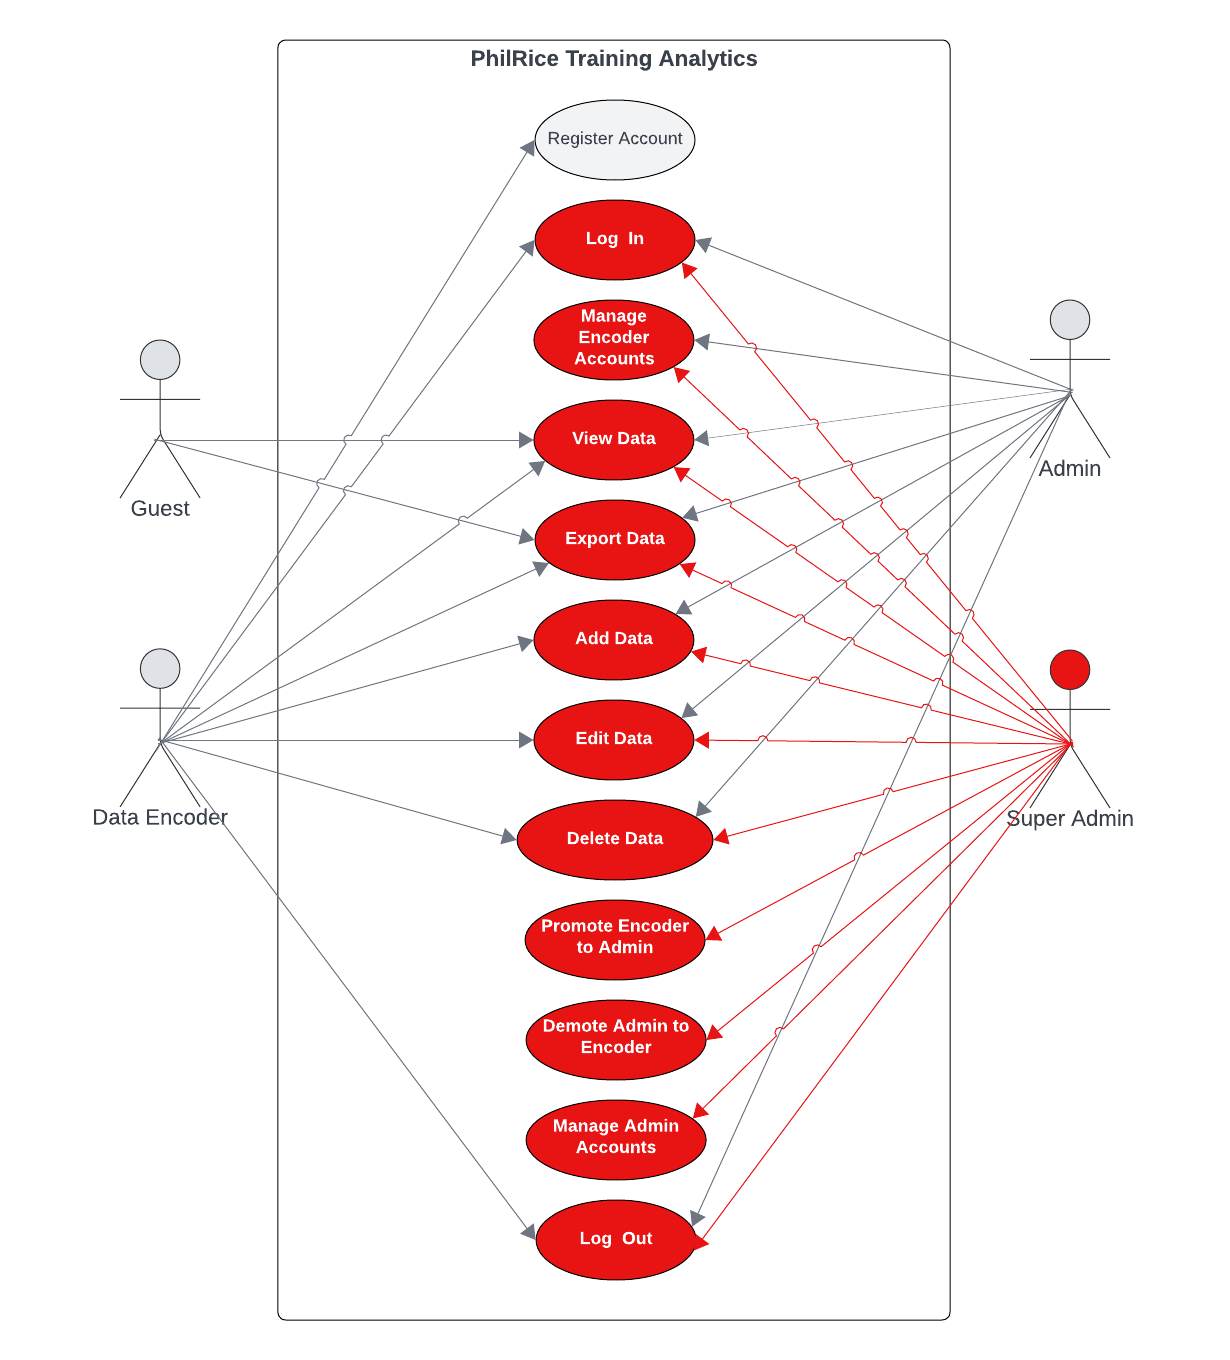 PhilRice Training Analytics
Register Account
Log In
Manage
Encoder
Accounts
View Data
Export Data
Add Data
Edit Data
Delete Data
Promote Encoder
to Admin
Demote Admin to
Encoder
Manage Admin
Accounts
Log Out
Guest
Data Encoder
Admin
Super Admin